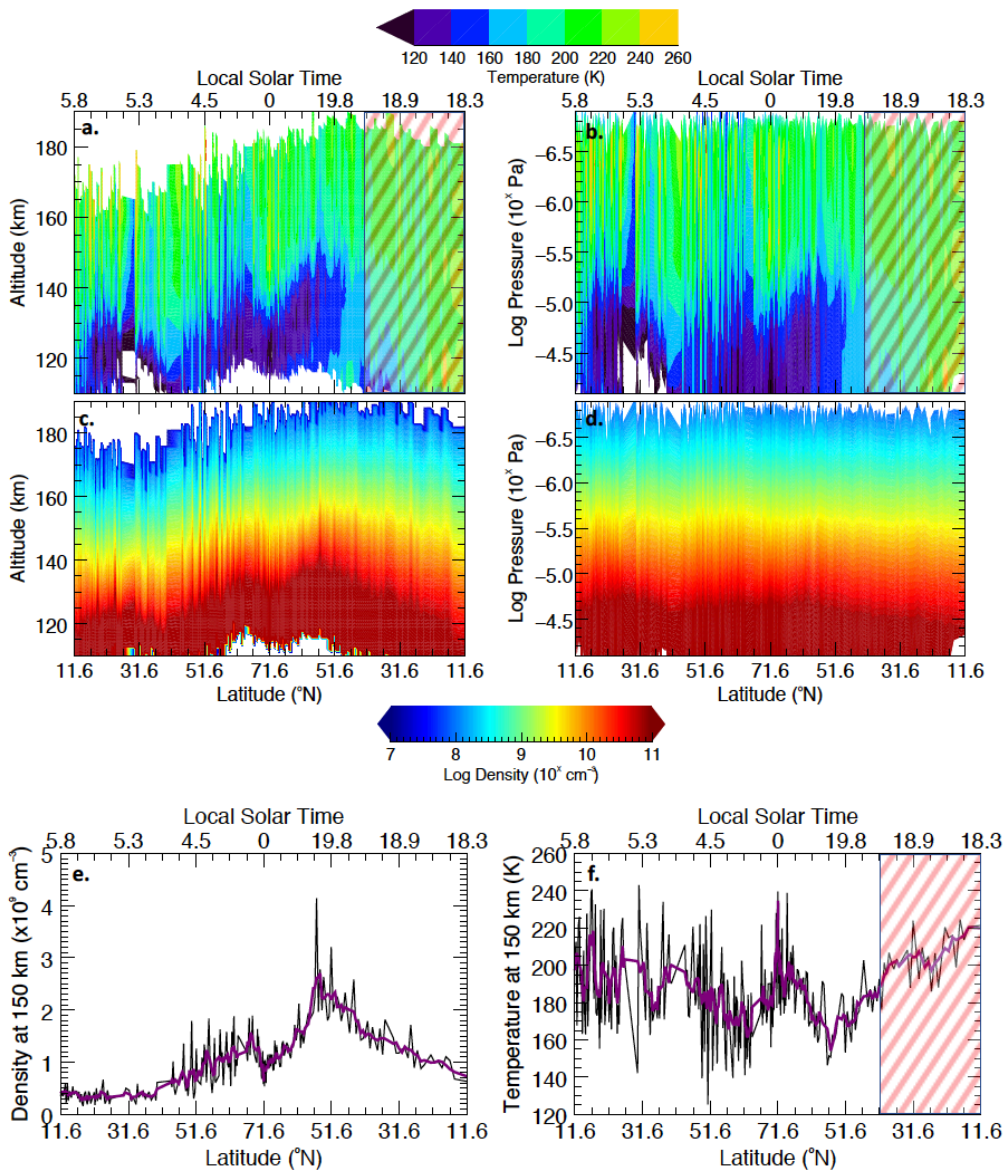 120 140 160 180 200 220 240 260
Temperature (K)
Local Solar Time
5.8 5.3 4.5 0 19.8 18.9 18.3
a.
180
160
140
120
Altitude (km)
Local Solar Time
5.8 5.3 4.5 0 19.8 18.9 18.3
b.
−6.5
−6.0
−5.5
−5.0
−4.5
Log Pressure (10ˣ Pa)
c.
180
160
140
120
Altitude (km)
11.6 31.6 51.6 71.6 51.6 31.6 11.6
Latitude (°N)
d.
−6.5
−6.0
−5.5
−5.0
−4.5
Log Pressure (10ˣ Pa)
11.6 31.6 51.6 71.6 51.6 31.6 11.6
Latitude (°N)
7 8 9 10 11
Log Density (10ˣ cm⁻³)
Local Solar Time
5.8 5.3 4.5 0 19.8 18.9 18.3
e.
5
4
3
2
1
0
Density at 150 km (x10⁹ cm⁻³)
11.6 31.6 51.6 71.6 51.6 31.6 11.6
Latitude (°N)
Local Solar Time
5.8 5.3 4.5 0 19.8 18.9 18.3
f.
260
240
220
200
180
160
140
120
Temperature at 150 km (K)
11.6 31.6 51.6 71.6 51.6 31.6 11.6
Latitude (°N)